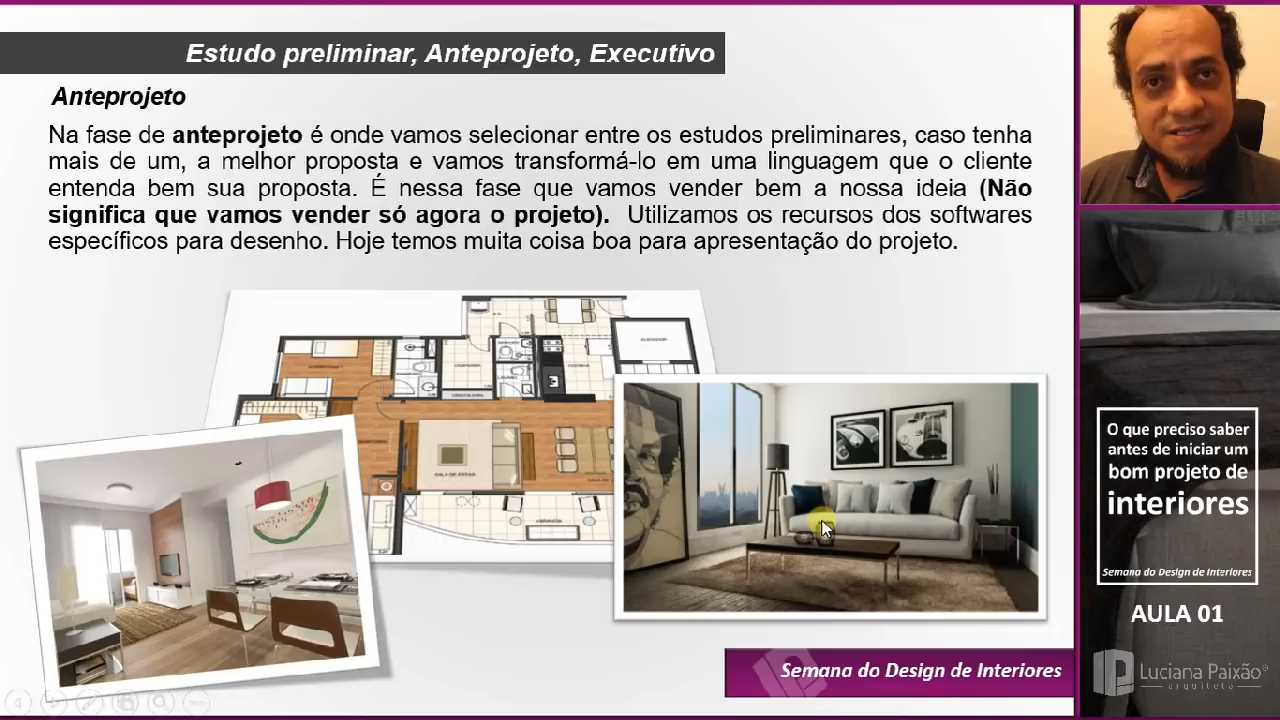 Estudo preliminar, Anteprojeto, Executivo
Anteprojeto
Na fase de anteprojeto é onde vamos selecionar entre os estudos preliminares, caso tenha
mais de um, a melhor proposta e vamos transformá-lo em uma linguagem que o cliente
entenda bem sua proposta. É nessa fase que vamos vender bem a nossa ideia (Não
significa que vamos vender só agora o projeto). Utilizamos os recursos dos softwares
específicos para desenho. Hoje temos muita coisa boa para apresentação do projeto.
SALA DE ESTAR
Semana do Design de Interiores
O que preciso saber
antes de iniciar um
bom projeto de
interiores
Semana do Design de Interiores
AULA 01
Luciana Paixão
arquiteta